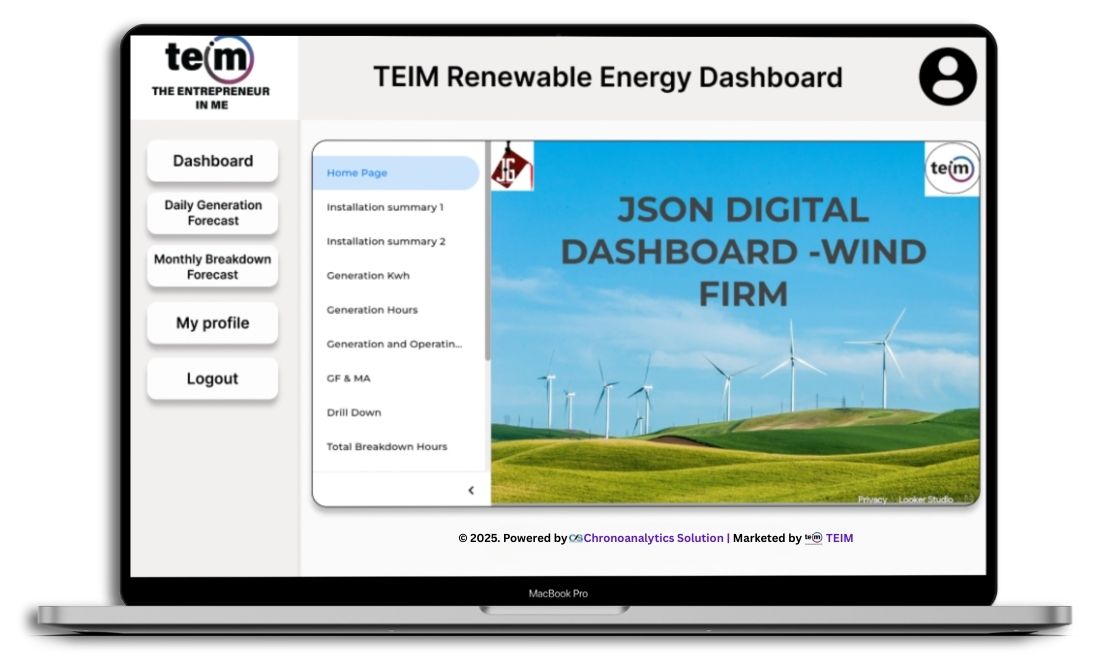 teim
THE ENTREPRENEUR
IN ME
TEIM Renewable Energy Dashboard
Dashboard
Daily Generation
Forecast
Monthly Breakdown
Forecast
My profile
Logout
Home Page
Installation summary 1
Installation summary 2
Generation Kwh
Generation Hours
Generation and Operatin...
GF & MA
Drill Down
Total Breakdown Hours
JG
teim
JSON DIGITAL
DASHBOARD -WIND
FIRM
Privacy Looker Studio
© 2025. Powered by Chronoanalytics Solution | Marketed by teim TEIM
MacBook Pro